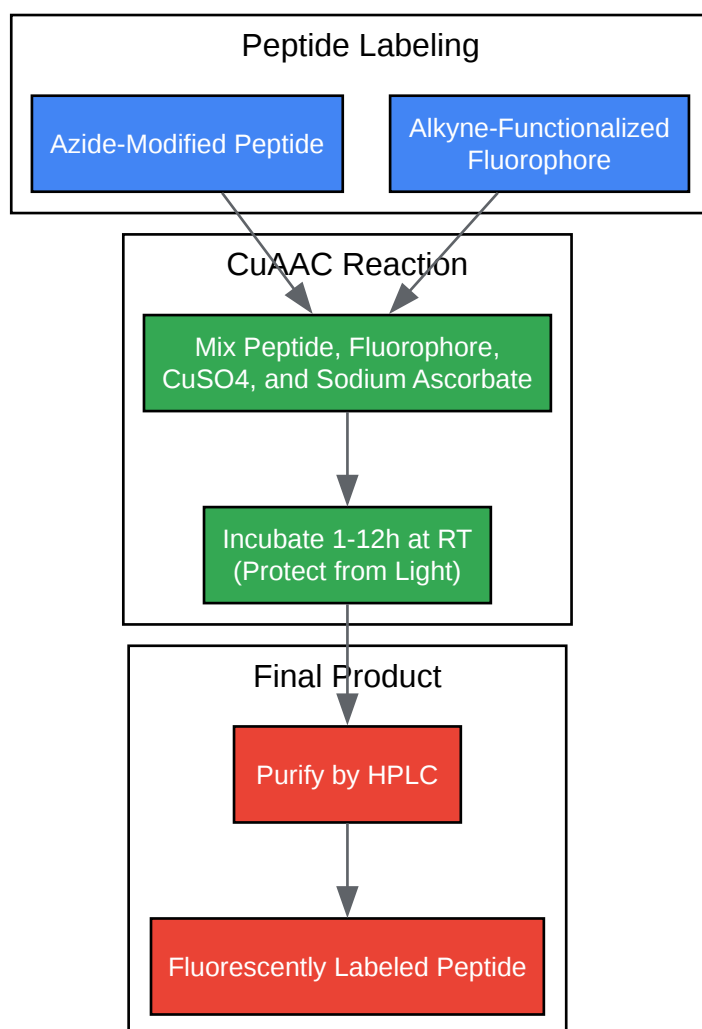 Peptide Labeling
Azide-Modified Peptide
Alkyne-Functionalized
Fluorophore
CuAAC Reaction
Mix Peptide, Fluorophore,
CuSO4, and Sodium Ascorbate
Incubate 1-12h at RT
(Protect from Light)
Final Product
Purify by HPLC
Fluorescently Labeled Peptide